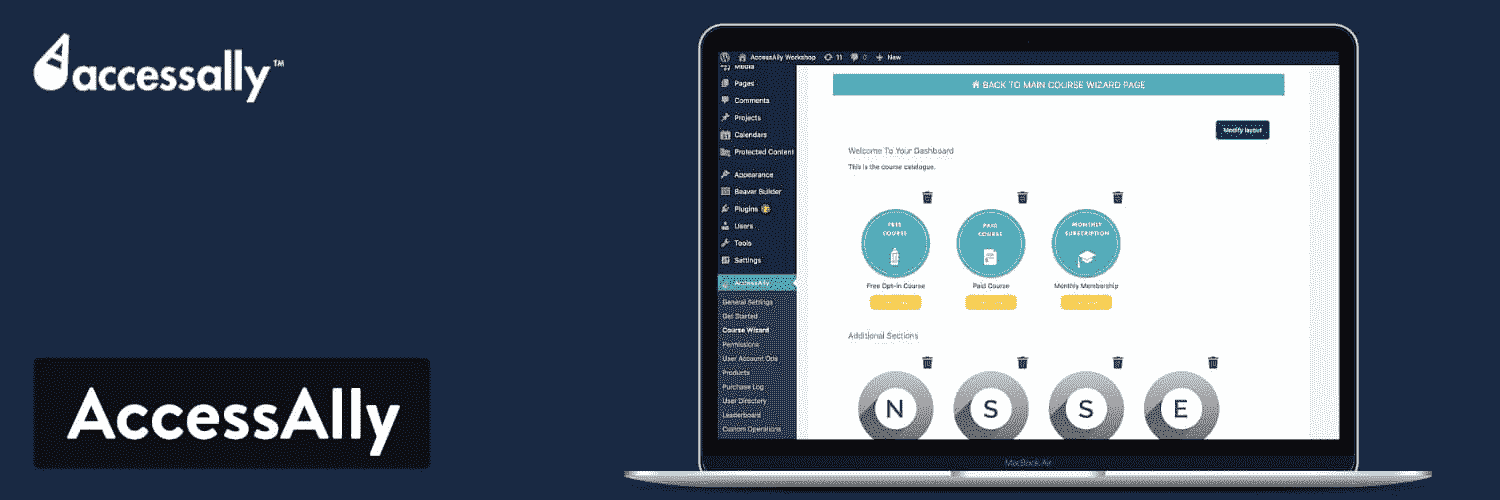 accessally™
AccessAlly
AccessAlly Workshop 11 0 New
Media
Pages
Comments
Projects
Calendars
Protected Content
Appearance
Beaver Builder
Plugins
Users
Tools
Settings
AccessAlly
General Settings
Get Started
Course Wizard
Permissions
User Account Ops
Products
Purchase Log
User Directory
Leaderboard
Custom Operations
BACK TO MAIN COURSE WIZARD PAGE
Modify layout
Welcome To Your Dashboard
This is the course catalogue.
FREE
COURSE
PAID
COURSE
MONTHLY
SUBSCRIPTION
Free Opt-in Course
Paid Course
Monthly Membership
Additional Sections
N
S
S
E
MacBook Air